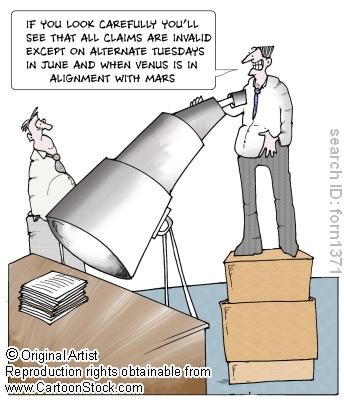 IF YOU LOOK CAREFULLY YOU'LL
SEE THAT ALL CLAIMS ARE INVALID
EXCEPT ON ALTERNATE TUESDAYS
IN JUNE AND WHEN VENUS IS IN
ALIGNMENT WITH MARS
search ID: forn1371
© Original Artist
Reproduction rights obtainable from
www.CartoonStock.com